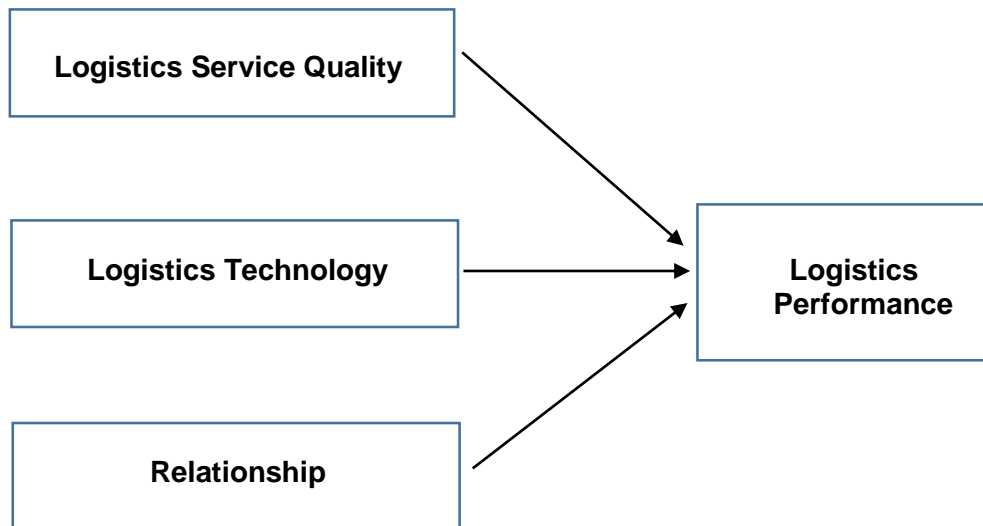 Logistics Service Quality
Logistics Technology
Logistics
Performance
Relationship